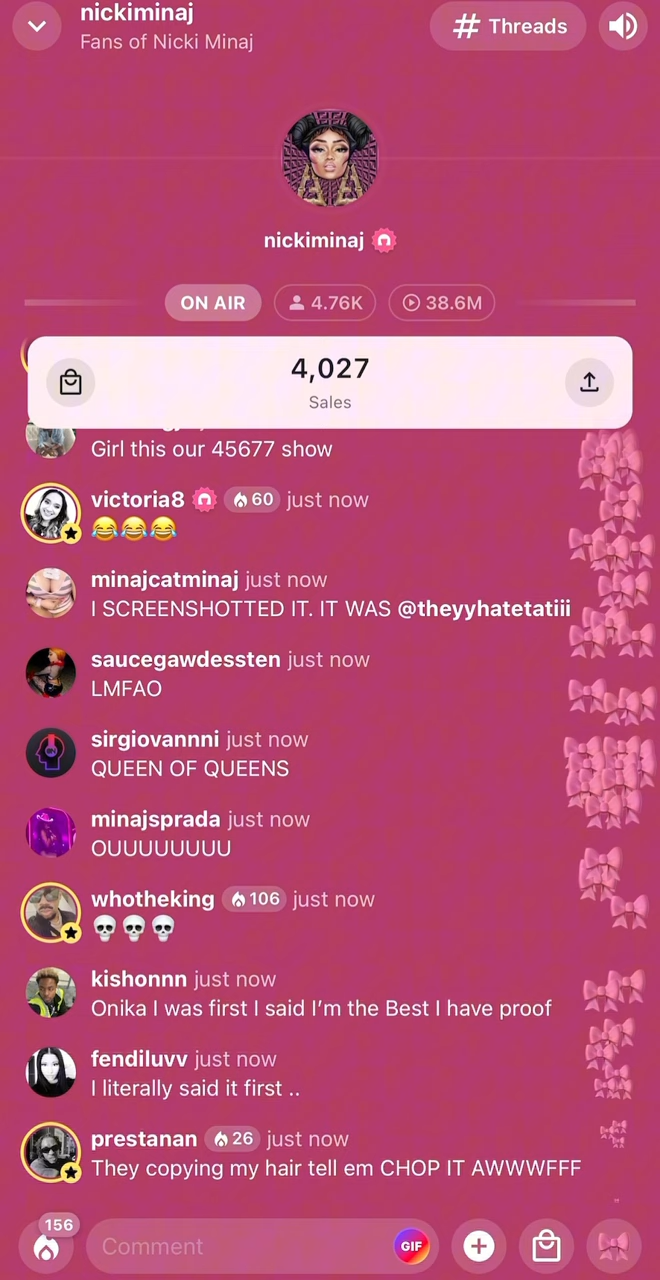 nickiminaj
Fans of Nicki Minaj
# Threads
nickiminaj
ON AIR 4.76K 38.6M
4,027
Sales
Girl this our 45677 show
victoria8 60 just now
😂😂😂
minajcatminaj just now
I SCREENSHOTTED IT. IT WAS @theyyhatetatiii
saucegawdessten just now
LMFAO
sirgiovannni just now
QUEEN OF QUEENS
minajsprada just now
OUUUUUUUU
whotheking 106 just now
💀💀💀
kishonnn just now
Onika I was first I said I’m the Best I have proof
fendiluvv just now
I literally said it first ..
prestanan 26 just now
They copying my hair tell em CHOP IT AWWWFFF
156
Comment GIF